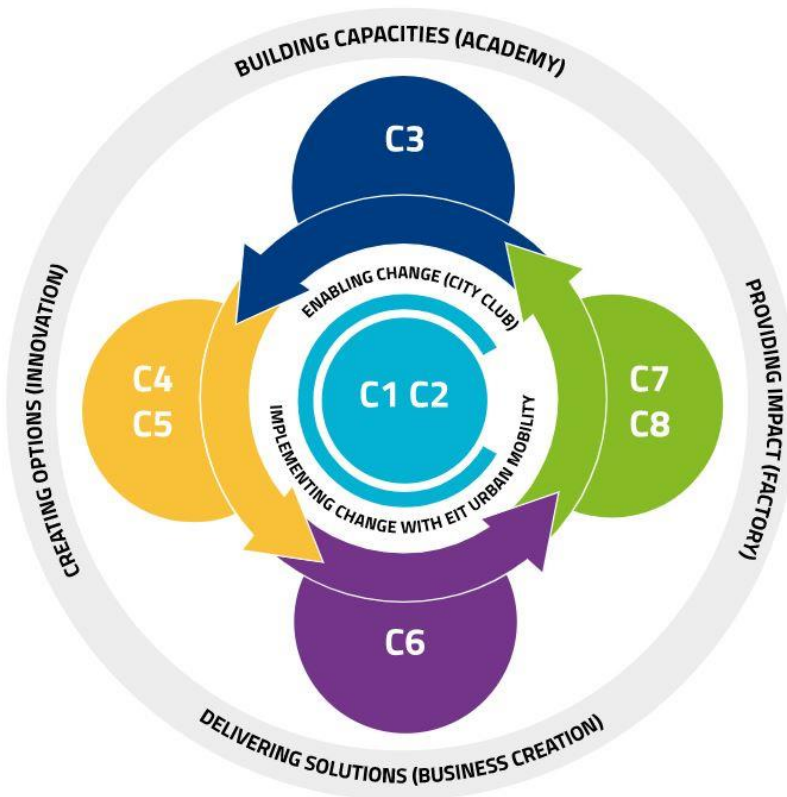 BUILDING CAPACITIES (ACADEMY)
C3
ENABLING CHANGE (CITY CLUB)
CREATING OPTIONS (INNOVATION)
C4
C5
C1 C2
C7
C8
PROVIDING IMPACT (FACTORY)
IMPLEMENTING CHANGE WITH EIT URBAN MOBILITY
C6
DELIVERING SOLUTIONS (BUSINESS CREATION)